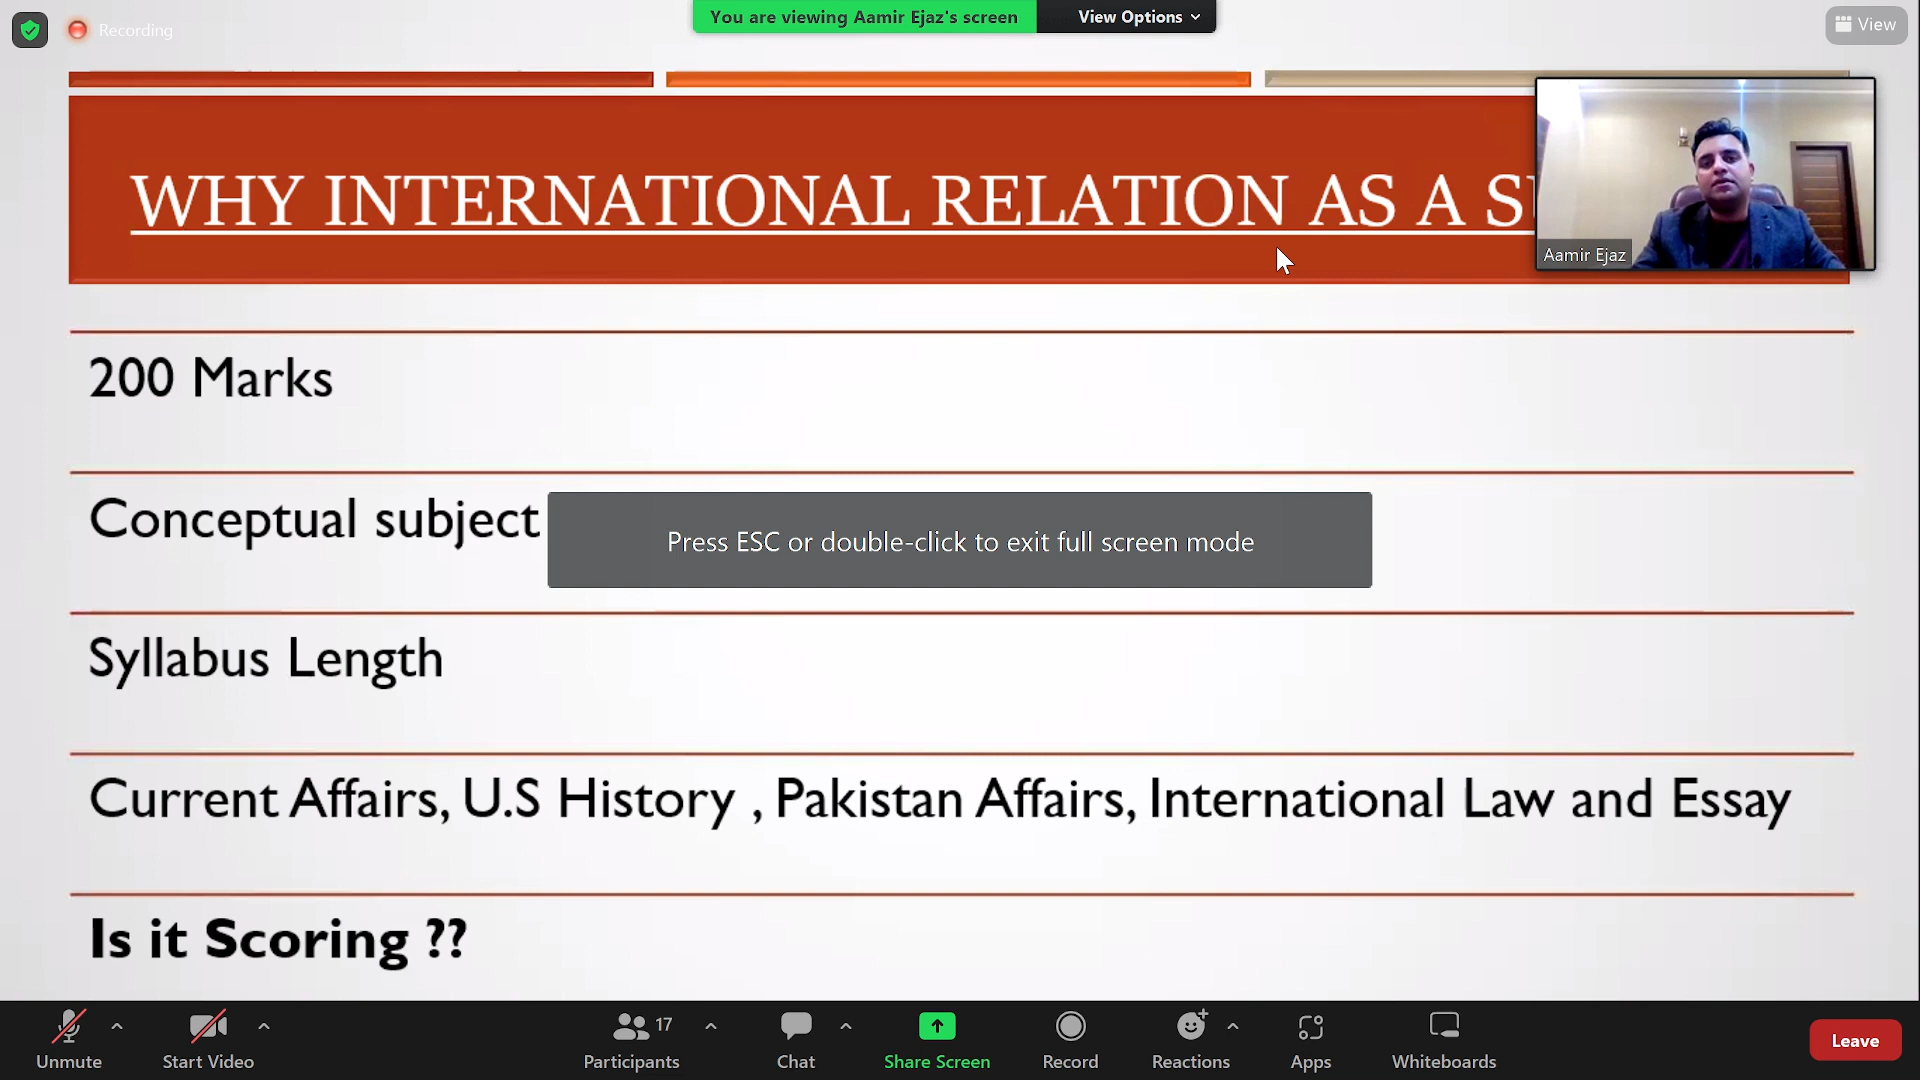 Recording
You are viewing Aamir Ejaz's screen
View Options
View
WHY INTERNATIONAL RELATION AS A
Aamir Ejaz
200 Marks
Conceptual subject
Press ESC or double-click to exit full screen mode
Syllabus Length
Current Affairs, U.S History , Pakistan Affairs, International Law and Essay
Is it Scoring ??
17
Unmute
Start Video
Participants
Chat
Share Screen
Record
Reactions
Apps
Whiteboards
Leave